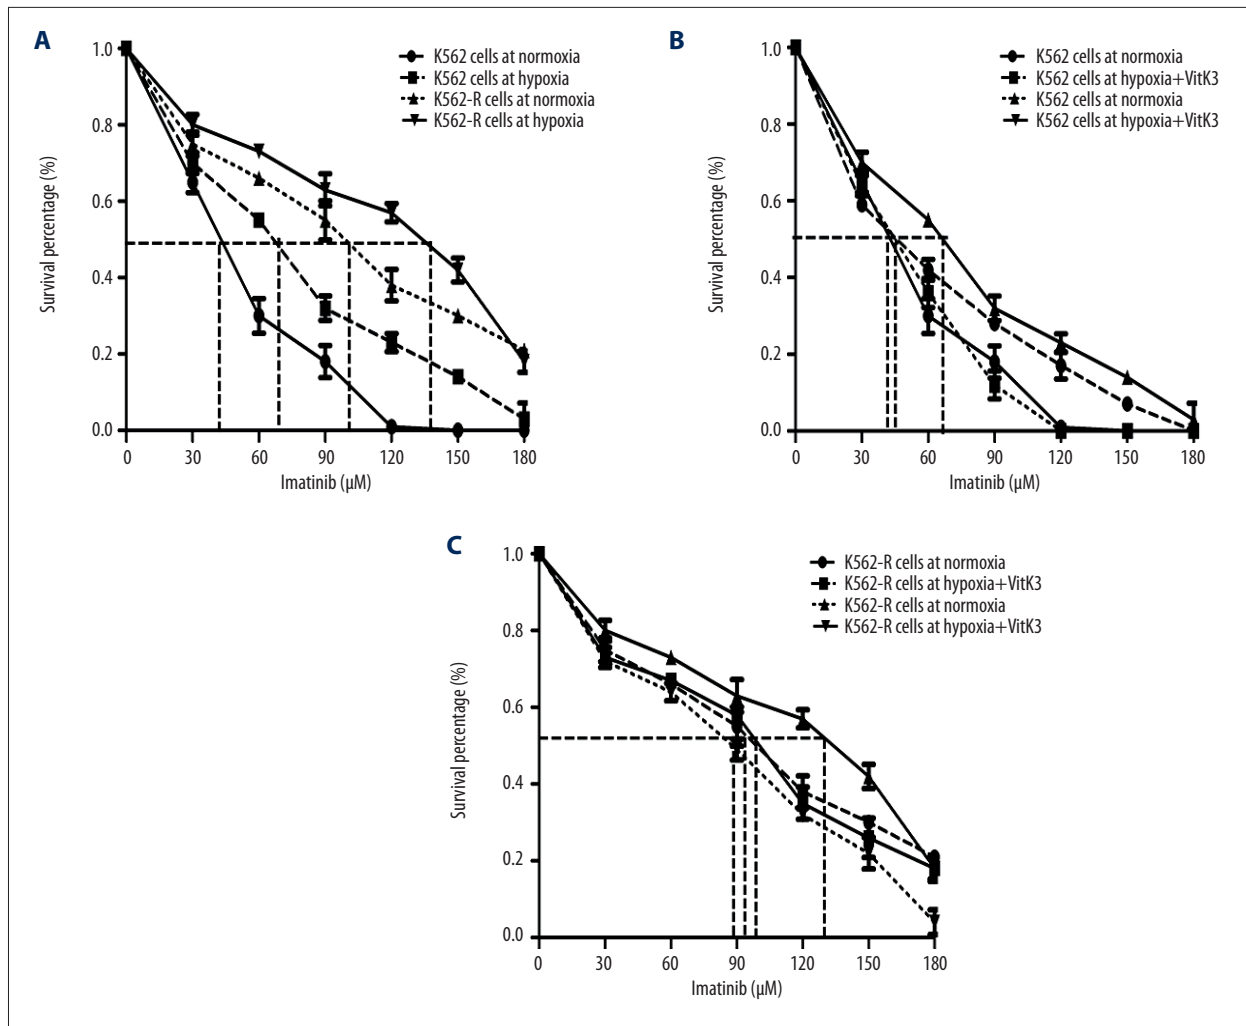 A
K562 cells at normoxia
K562 cells at hypoxia
K562-R cells at normoxia
K562-R cells at hypoxia
Survival percentage (%)
1.0
0.8
0.6
0.4
0.2
0.0
0 30 60 90 120 150 180
Imatinib (μM)
B
K562 cells at normoxia
K562 cells at hypoxia+VitK3
K562 cells at normoxia
K562 cells at hypoxia+VitK3
Survival percentage (%)
1.0
0.8
0.6
0.4
0.2
0.0
0 30 60 90 120 150 180
Imatinib (μM)
C
K562-R cells at normoxia
K562-R cells at hypoxia+VitK3
K562-R cells at normoxia
K562-R cells at hypoxia+VitK3
Survival percentage (%)
1.0
0.8
0.6
0.4
0.2
0.0
0 30 60 90 120 150 180
Imatinib (μM)